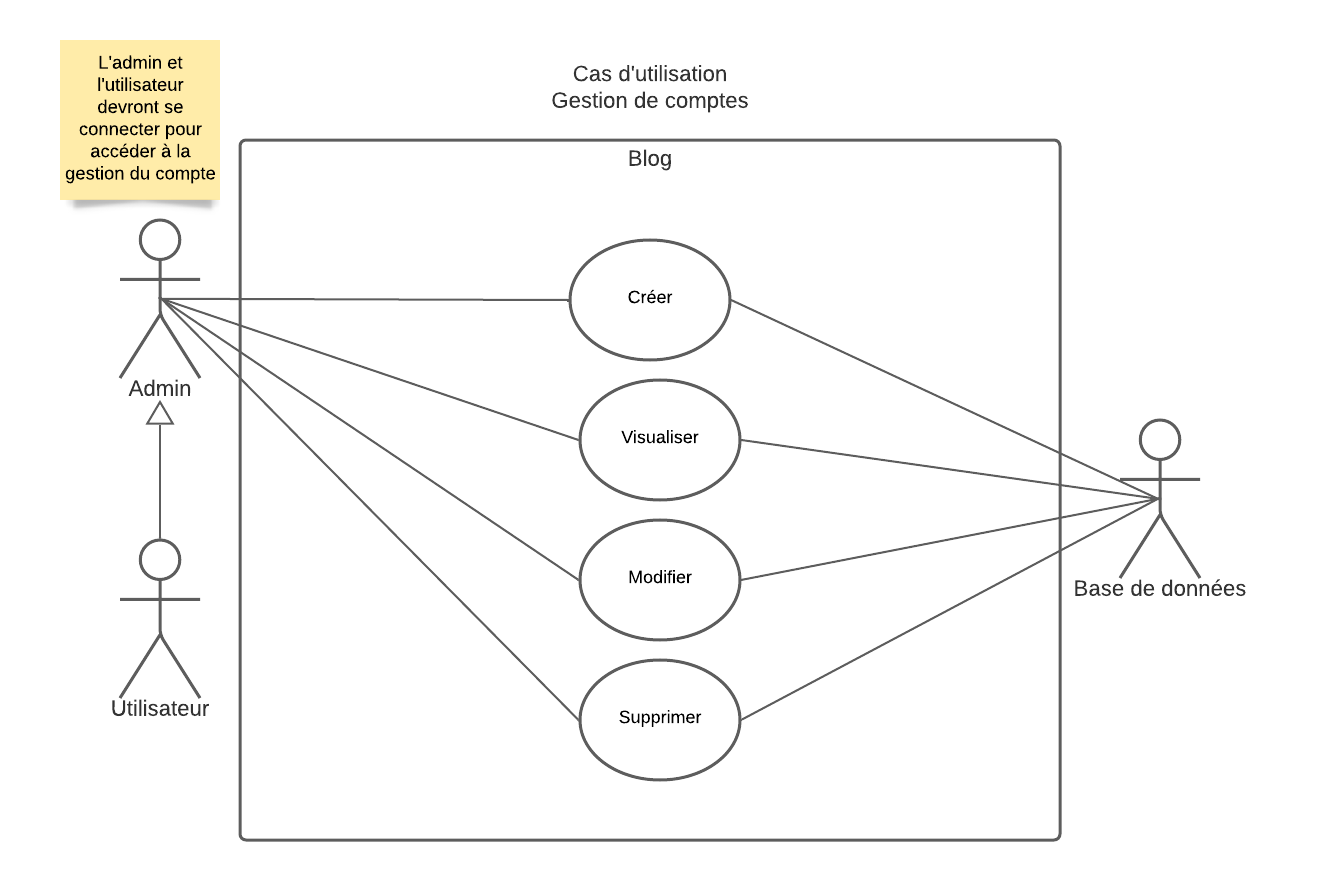 L'admin et
l'utilisateur
devront se
connecter pour
accéder à la
gestion du compte
Cas d'utilisation
Gestion de comptes
Blog
Créer
Admin
Visualiser
Modifier
Base de données
Utilisateur
Supprimer